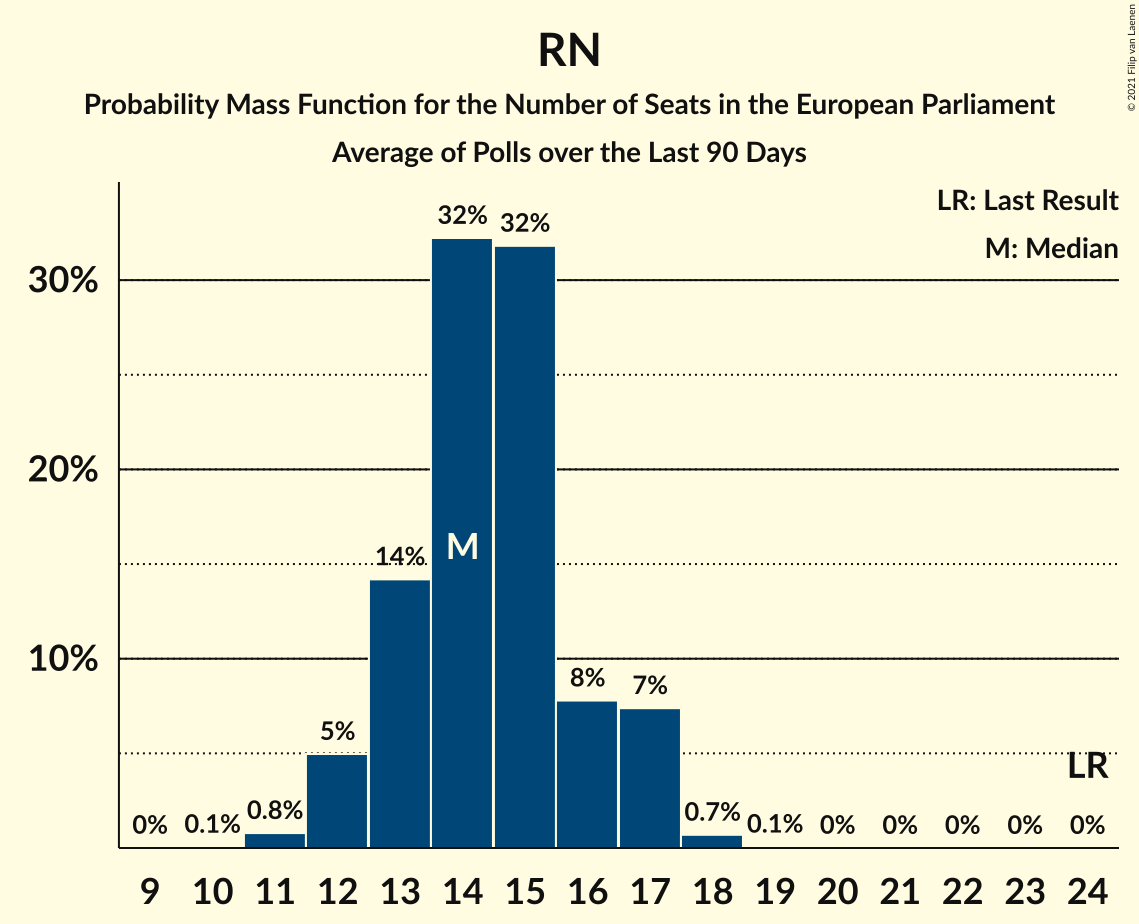 © 2021 Filip van Laenen
RN
Probability Mass Function for the Number of Seats in the European Parliament
Average of Polls over the Last 90 Days
LR: Last Result
M: Median
30%
20%
10%
0% 0.1% 0.8% 5% 14% 32% 32% 8% 7% 0.7% 0.1% 0% 0% 0% 0% 0%
M
LR
9 10 11 12 13 14 15 16 17 18 19 20 21 22 23 24